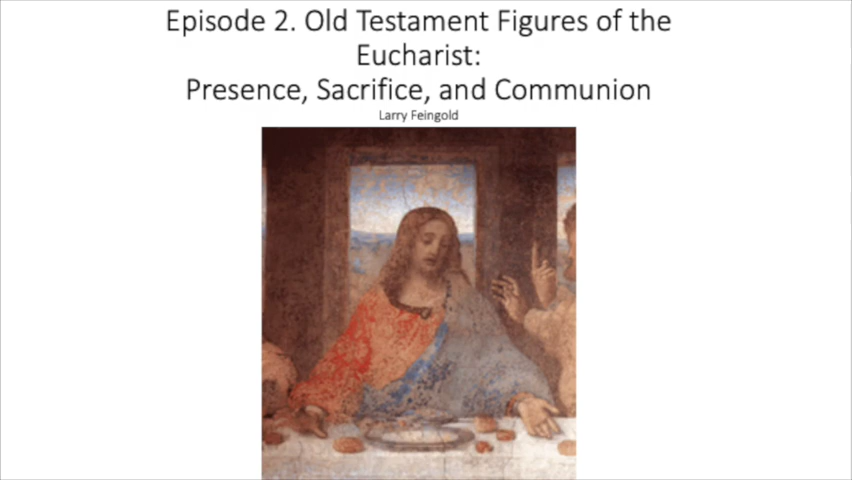 Episode 2. Old Testament Figures of the
Eucharist:
Presence, Sacrifice, and Communion
Larry Feingold